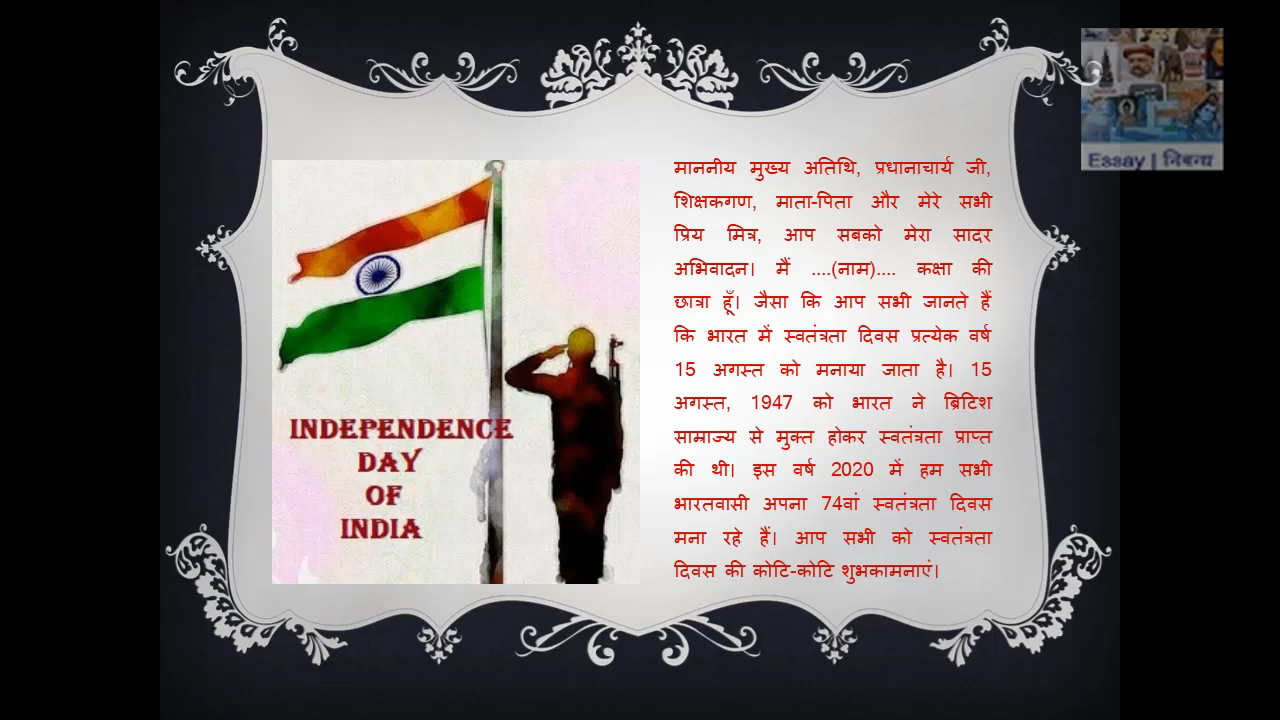 Essay | निबन्ध
माननीय मुख्य अतिथि, प्रधानाचार्य जी,
शिक्षकगण, माता-पिता और मेरे सभी
प्रिय मित्र, आप सबको मेरा सादर
अभिवादन। मैं ....(नाम).... कक्षा की
छात्रा हूँ। जैसा कि आप सभी जानते हैं
कि भारत में स्वतंत्रता दिवस प्रत्येक वर्ष
15 अगस्त को मनाया जाता है। 15
अगस्त, 1947 को भारत ने ब्रिटिश
साम्राज्य से मुक्त होकर स्वतंत्रता प्राप्त
की थी। इस वर्ष 2020 में हम सभी
भारतवासी अपना 74वां स्वतंत्रता दिवस
मना रहे हैं। आप सभी को स्वतंत्रता
दिवस की कोटि-कोटि शुभकामनाएं।
INDEPENDENCE
DAY
OF
INDIA